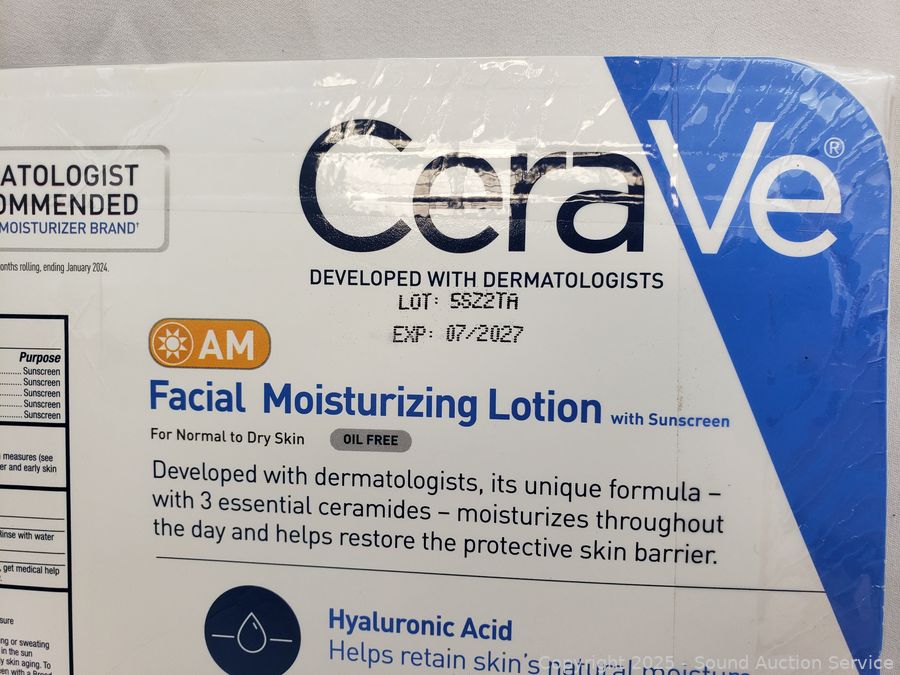 CeraVe®
DEVELOPED WITH DERMATOLOGISTS
LOT: SSZ2TA
EXP: 07/2027
ATOLOGIST
OMMENDED
MOISTURIZER BRAND†
onths rolling, ending January 2024.
AM
Facial Moisturizing Lotion with Sunscreen
For Normal to Dry Skin OIL FREE
Developed with dermatologists, its unique formula –
with 3 essential ceramides – moisturizes throughout
the day and helps restore the protective skin barrier.
Hyaluronic Acid
Helps retain skin's natural moisture
Purpose
Sunscreen
Sunscreen
Sunscreen
Sunscreen
Sunscreen
measures (see
er and early skin
Rinse with water
, get medical help
sure
ng or sweating
in the sun
y skin aging. To
Copyright 2025 - Sound Auction Service